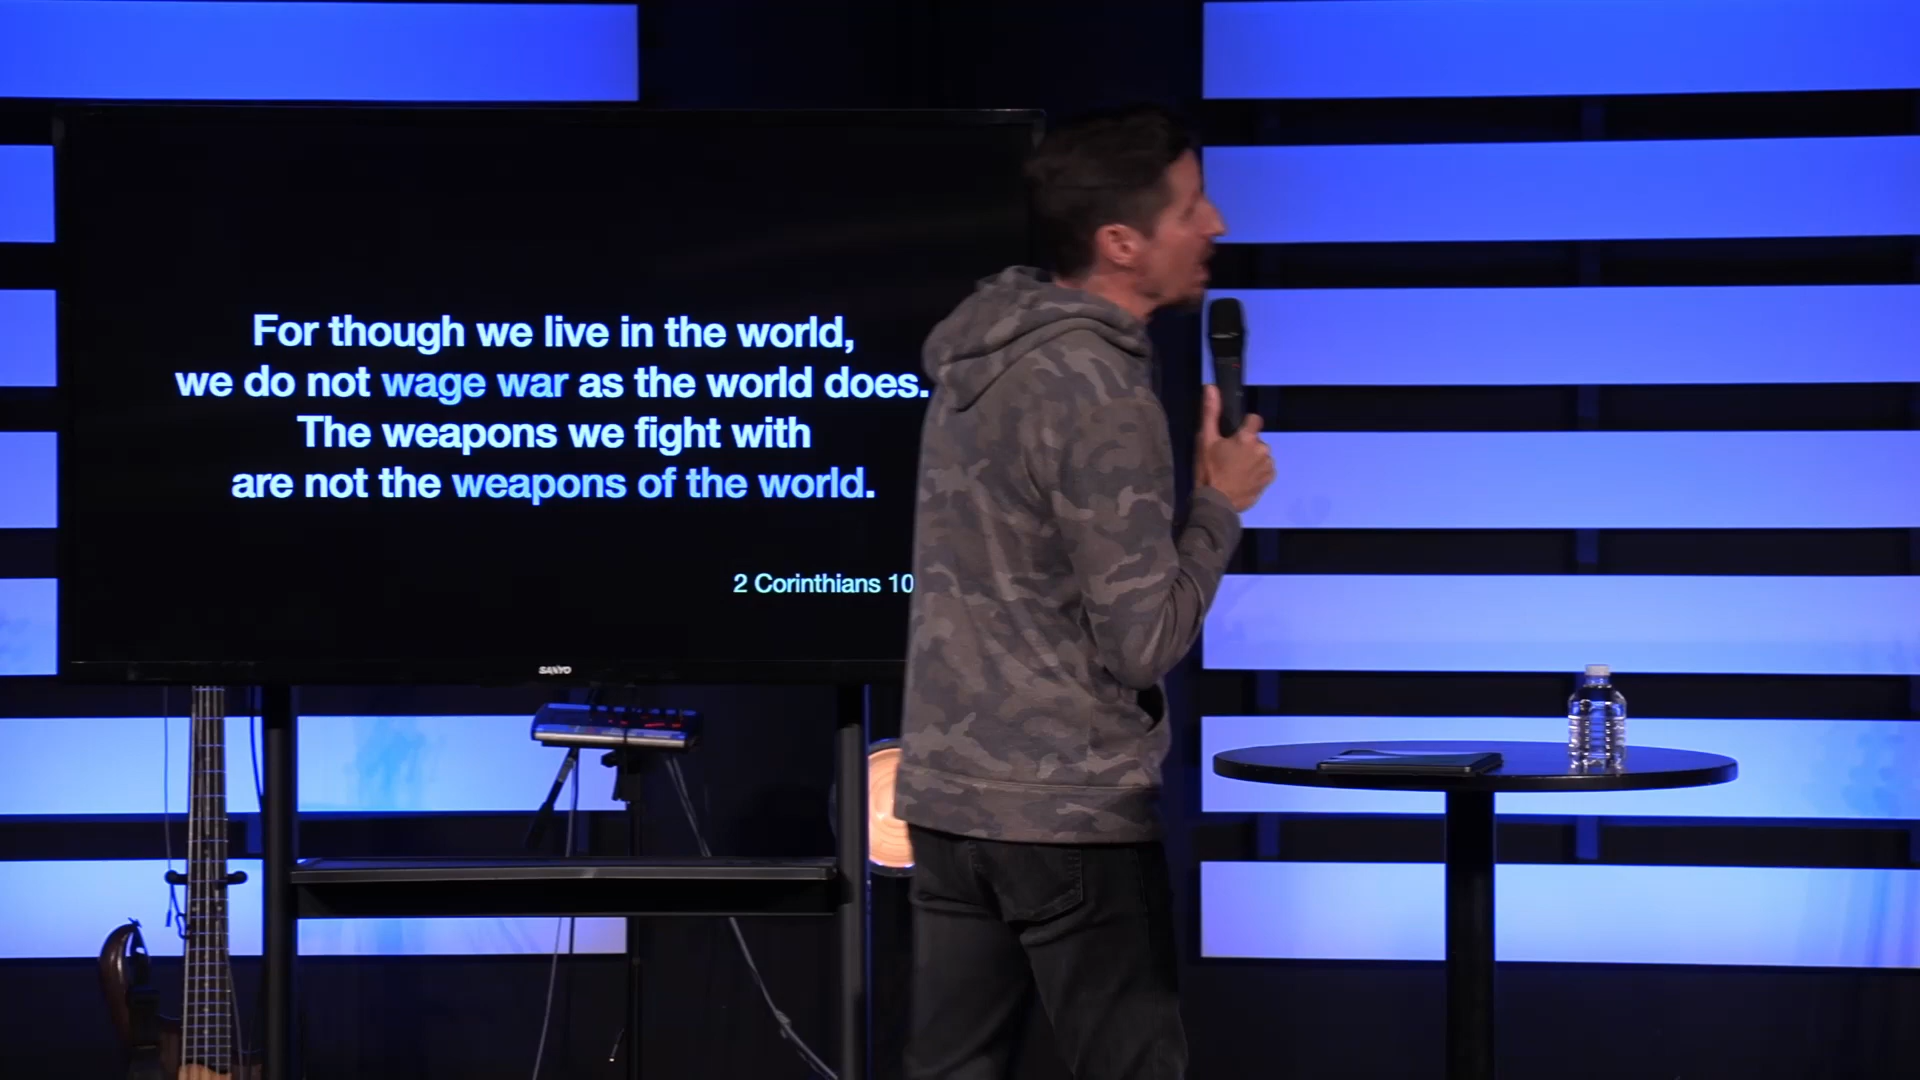 For though we live in the world,
we do not wage war as the world does.
The weapons we fight with
are not the weapons of the world.
2 Corinthians 10
SANYO